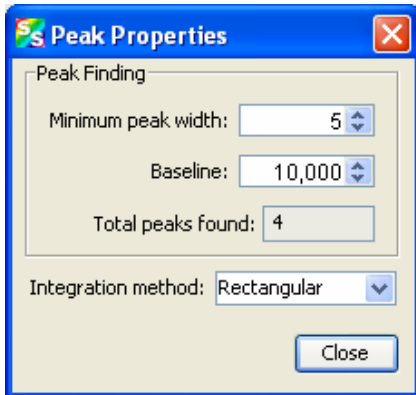 SS Peak Properties
Peak Finding
Minimum peak width: 5
Baseline: 10,000
Total peaks found: 4
Integration method: Rectangular
Close